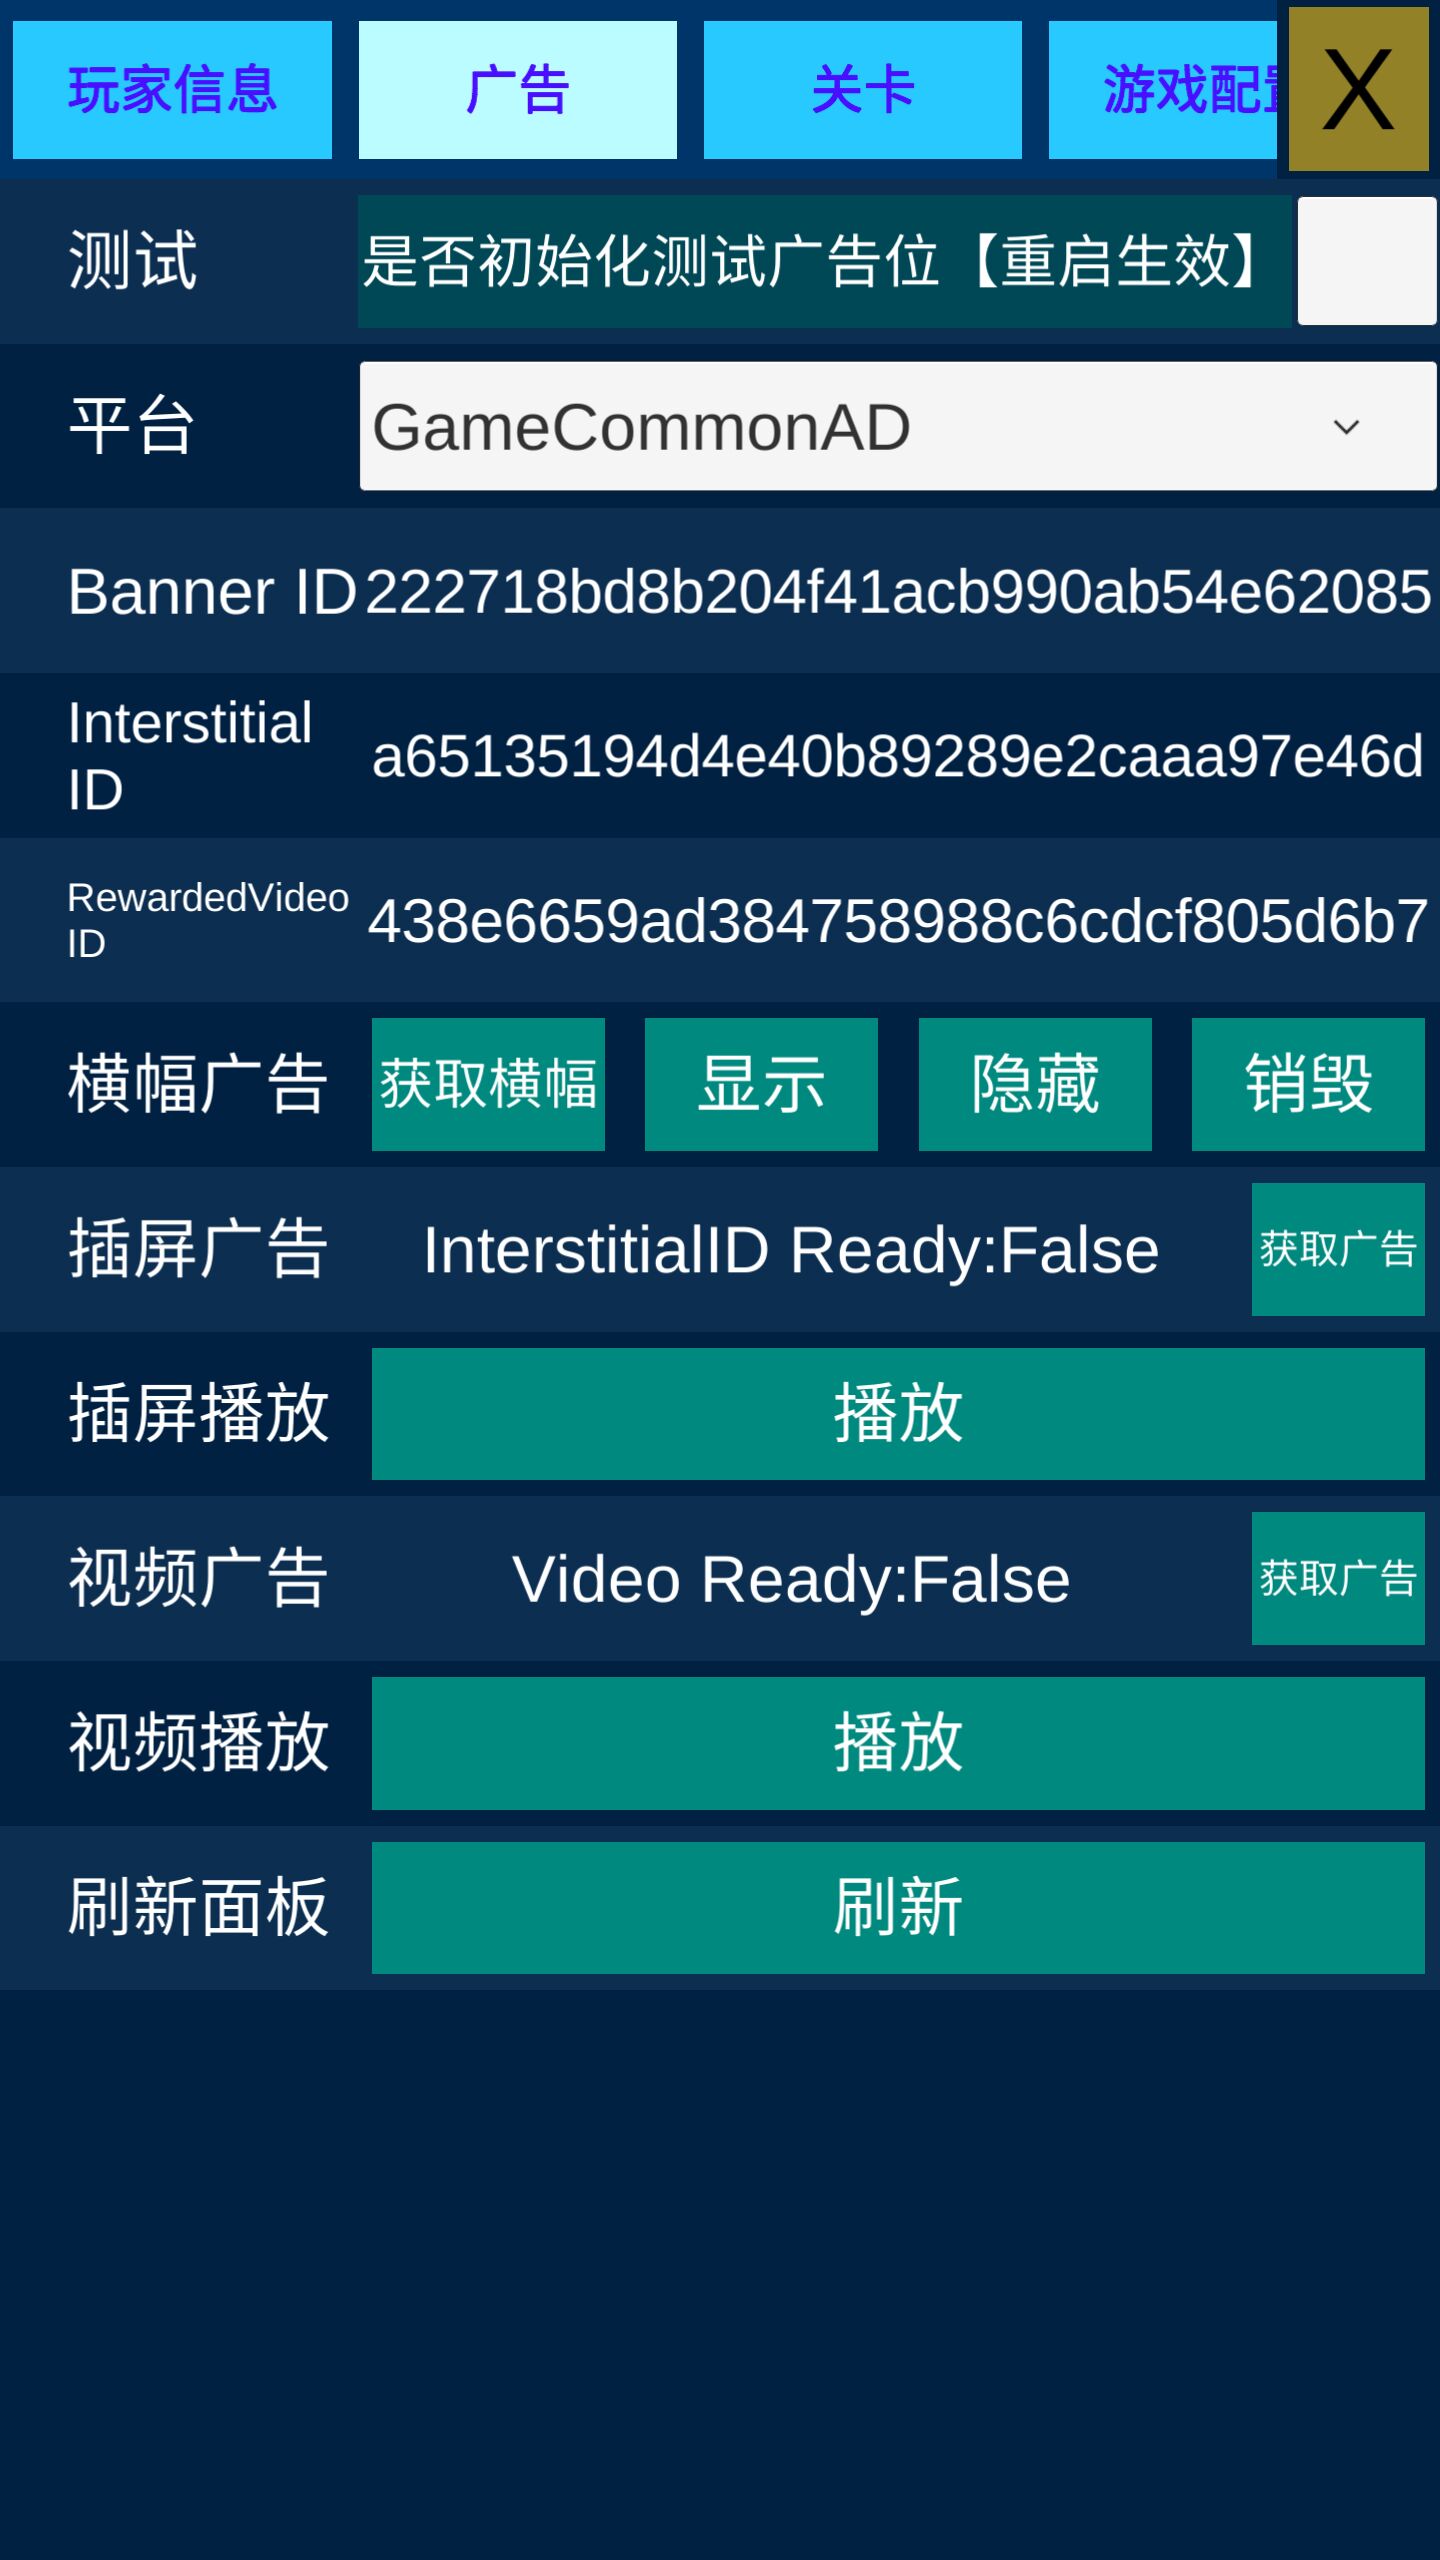 玩家信息
广告
关卡
游戏配
X
测试
是否初始化测试广告位【重启生效】
平台
GameCommonAD
Banner ID
222718bd8b204f41acb990ab54e62085
Interstitial
ID
a65135194d4e40b89289e2caaa97e46d
RewardedVideo
ID
438e6659ad384758988c6cdcf805d6b7
横幅广告
获取横幅
显示
隐藏
销毁
插屏广告
InterstitialID Ready:False
获取广告
插屏播放
播放
视频广告
Video Ready:False
获取广告
视频播放
播放
刷新面板
刷新